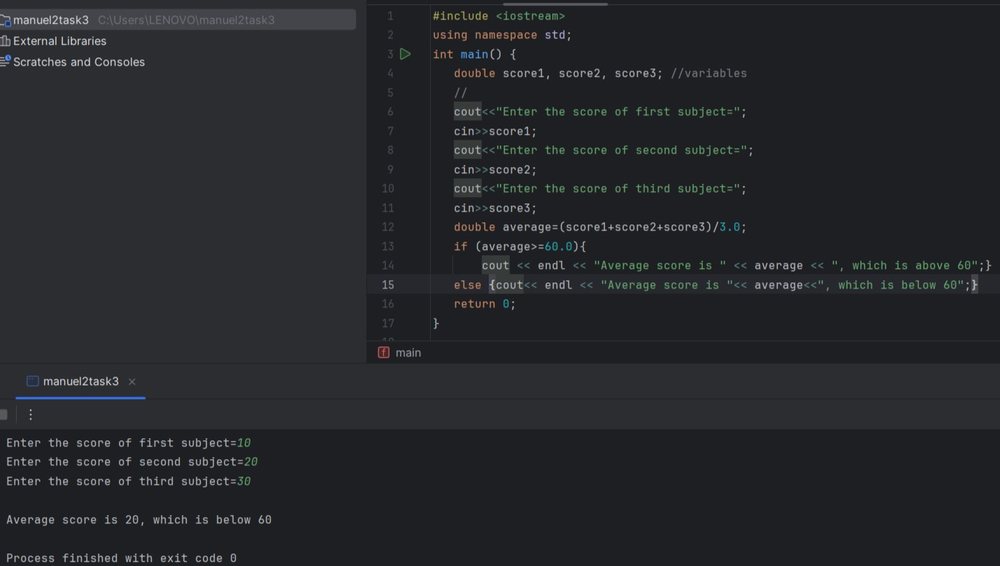 manuel2task3 C:\Users\LENOVO\manuel2task3
External Libraries
Scratches and Consoles
1 #include <iostream>
2 using namespace std;
3 int main() {
4 double score1, score2, score3; //variables
5 //
6 cout<<"Enter the score of first subject=";
7 cin>>score1;
8 cout<<"Enter the score of second subject=";
9 cin>>score2;
10 cout<<"Enter the score of third subject=";
11 cin>>score3;
12 double average=(score1+score2+score3)/3.0;
13 if (average>=60.0){
14 cout << endl << "Average score is " << average << ", which is above 60";}
15 else {cout<< endl << "Average score is "<< average<<", which is below 60";}
16 return 0;
17 }
f main
manuel2task3 ×
Enter the score of first subject=10
Enter the score of second subject=20
Enter the score of third subject=30
Average score is 20, which is below 60
Process finished with exit code 0